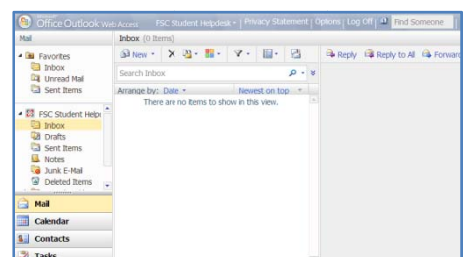 Office Outlook Web Access FSC Student Helpdesk | Privacy Statement | Options | Log Off | Find Someone
Mail
Inbox (0 Items)
Favorites
Inbox
Unread Mail
Sent Items
FSC Student Help
Inbox
Drafts
Sent Items
Notes
Junk E-Mail
Deleted Items
Mail
Calendar
Contacts
Tasks
New
Reply Reply to All Forward
Search Inbox
Arrange by: Date Newest on top
There are no items to show in this view.